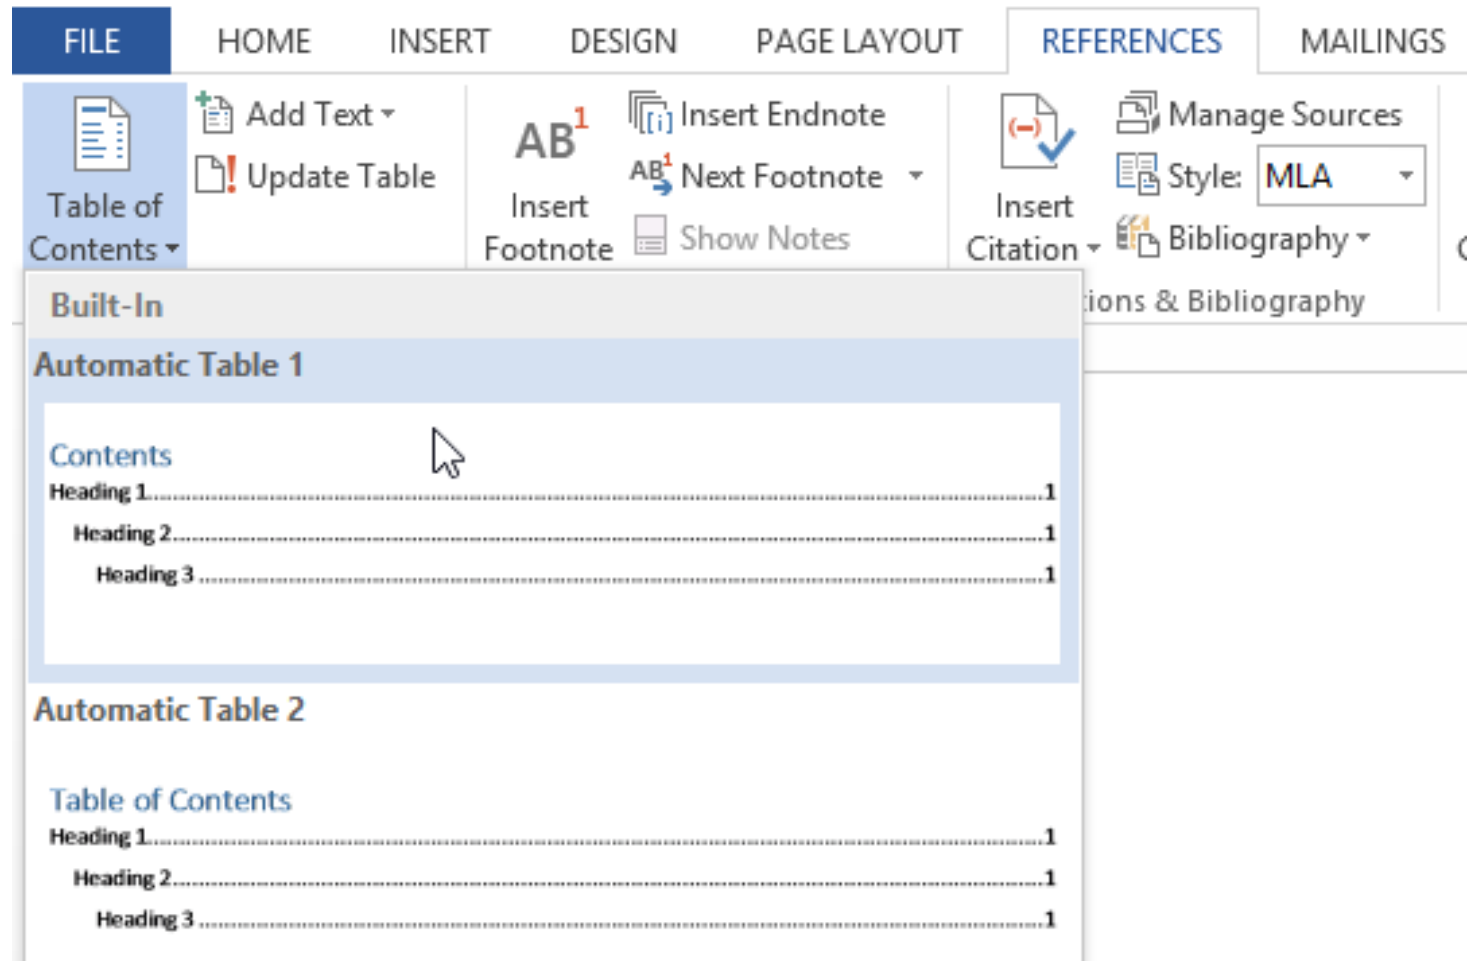 FILE HOME INSERT DESIGN PAGE LAYOUT REFERENCES MAILINGS
Table of
Contents
Add Text
Update Table
AB1
Insert
Footnote
[i] Insert Endnote
AB1 Next Footnote
Show Notes
(-)
Insert
Citation
Manage Sources
Style: MLA
Bibliography
ions & Bibliography
Built-In
Automatic Table 1
Contents
Heading 1....1
Heading 2....1
Heading 3....1
Automatic Table 2
Table of Contents
Heading 1....1
Heading 2....1
Heading 3....1